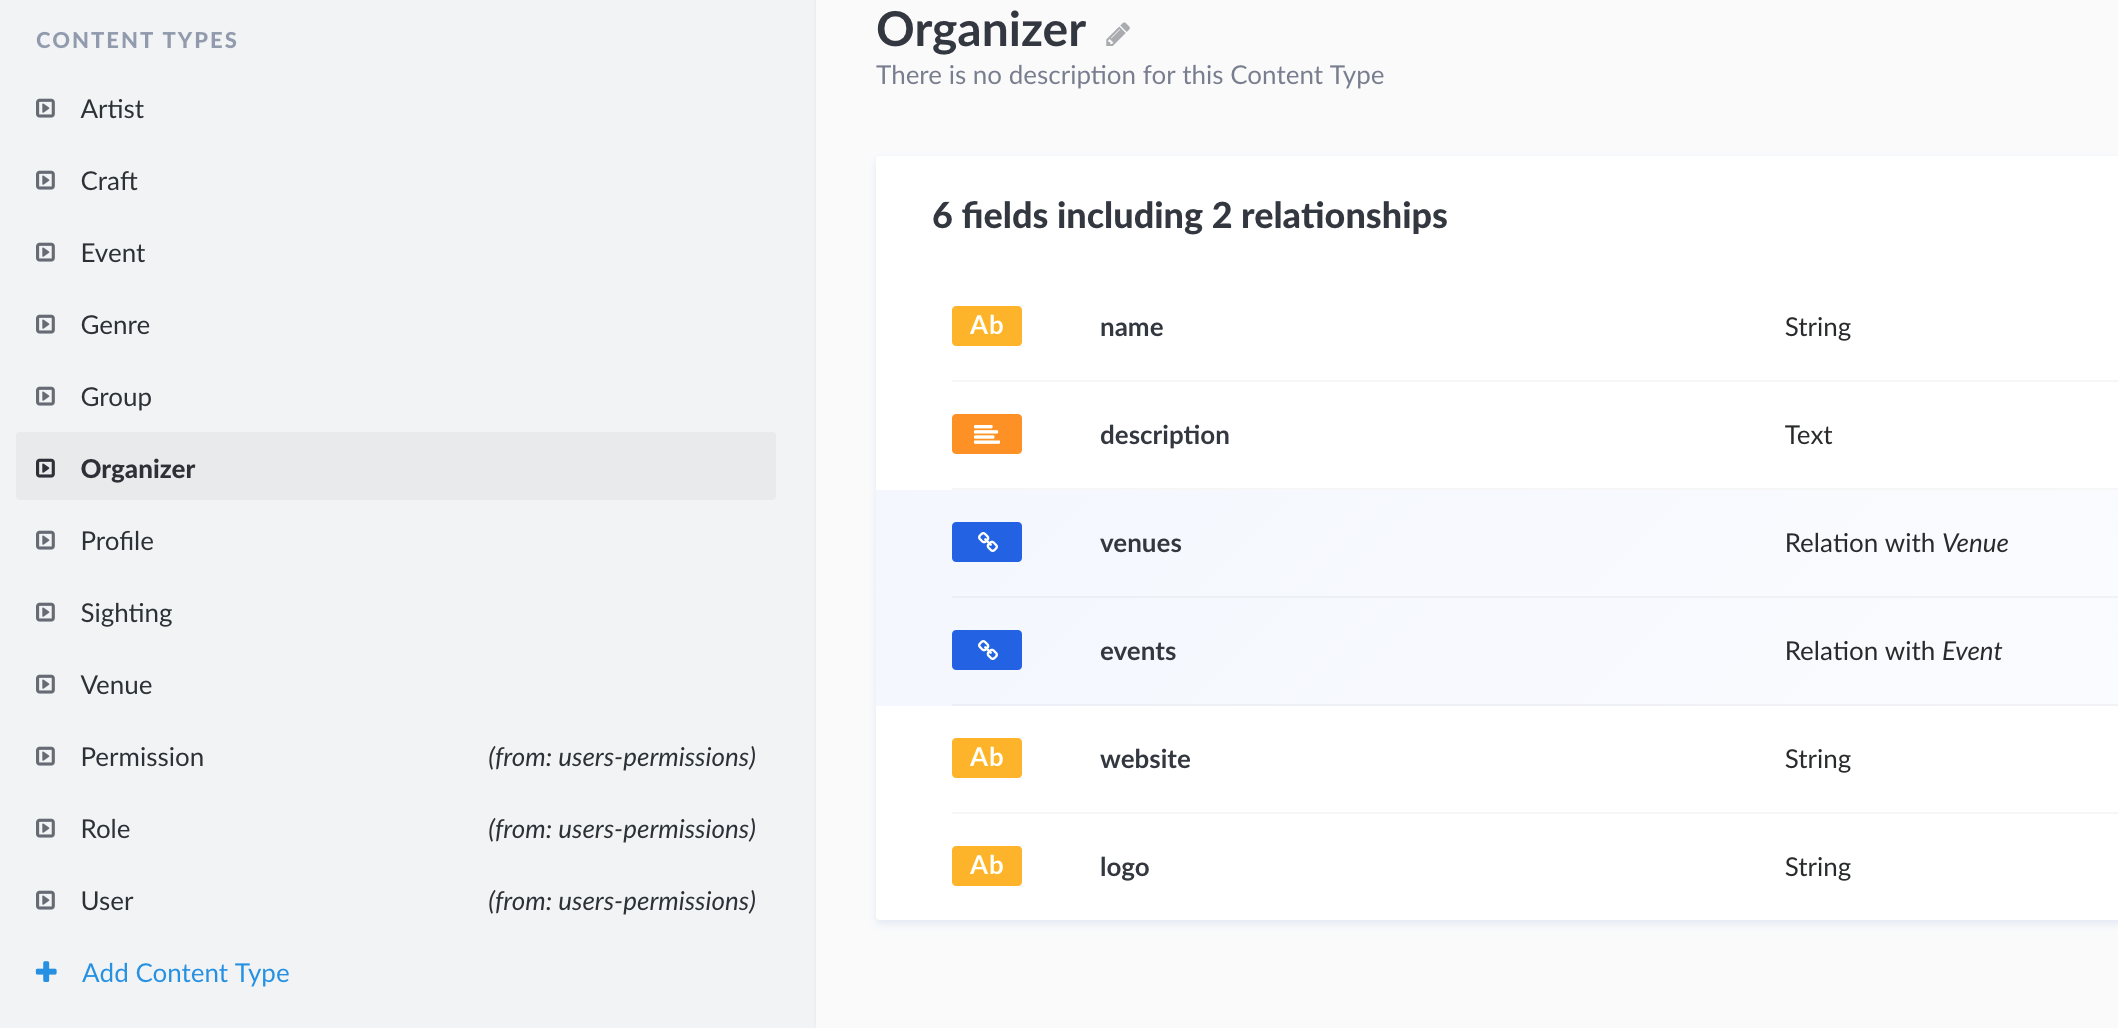 CONTENT TYPES
Artist
Craft
Event
Genre
Group
Organizer
Profile
Sighting
Venue
Permission (from: users-permissions)
Role (from: users-permissions)
User (from: users-permissions)
Add Content Type
Organizer
There is no description for this Content Type
6 fields including 2 relationships
Ab name String
description Text
venues Relation with Venue
events Relation with Event
Ab website String
Ab logo String